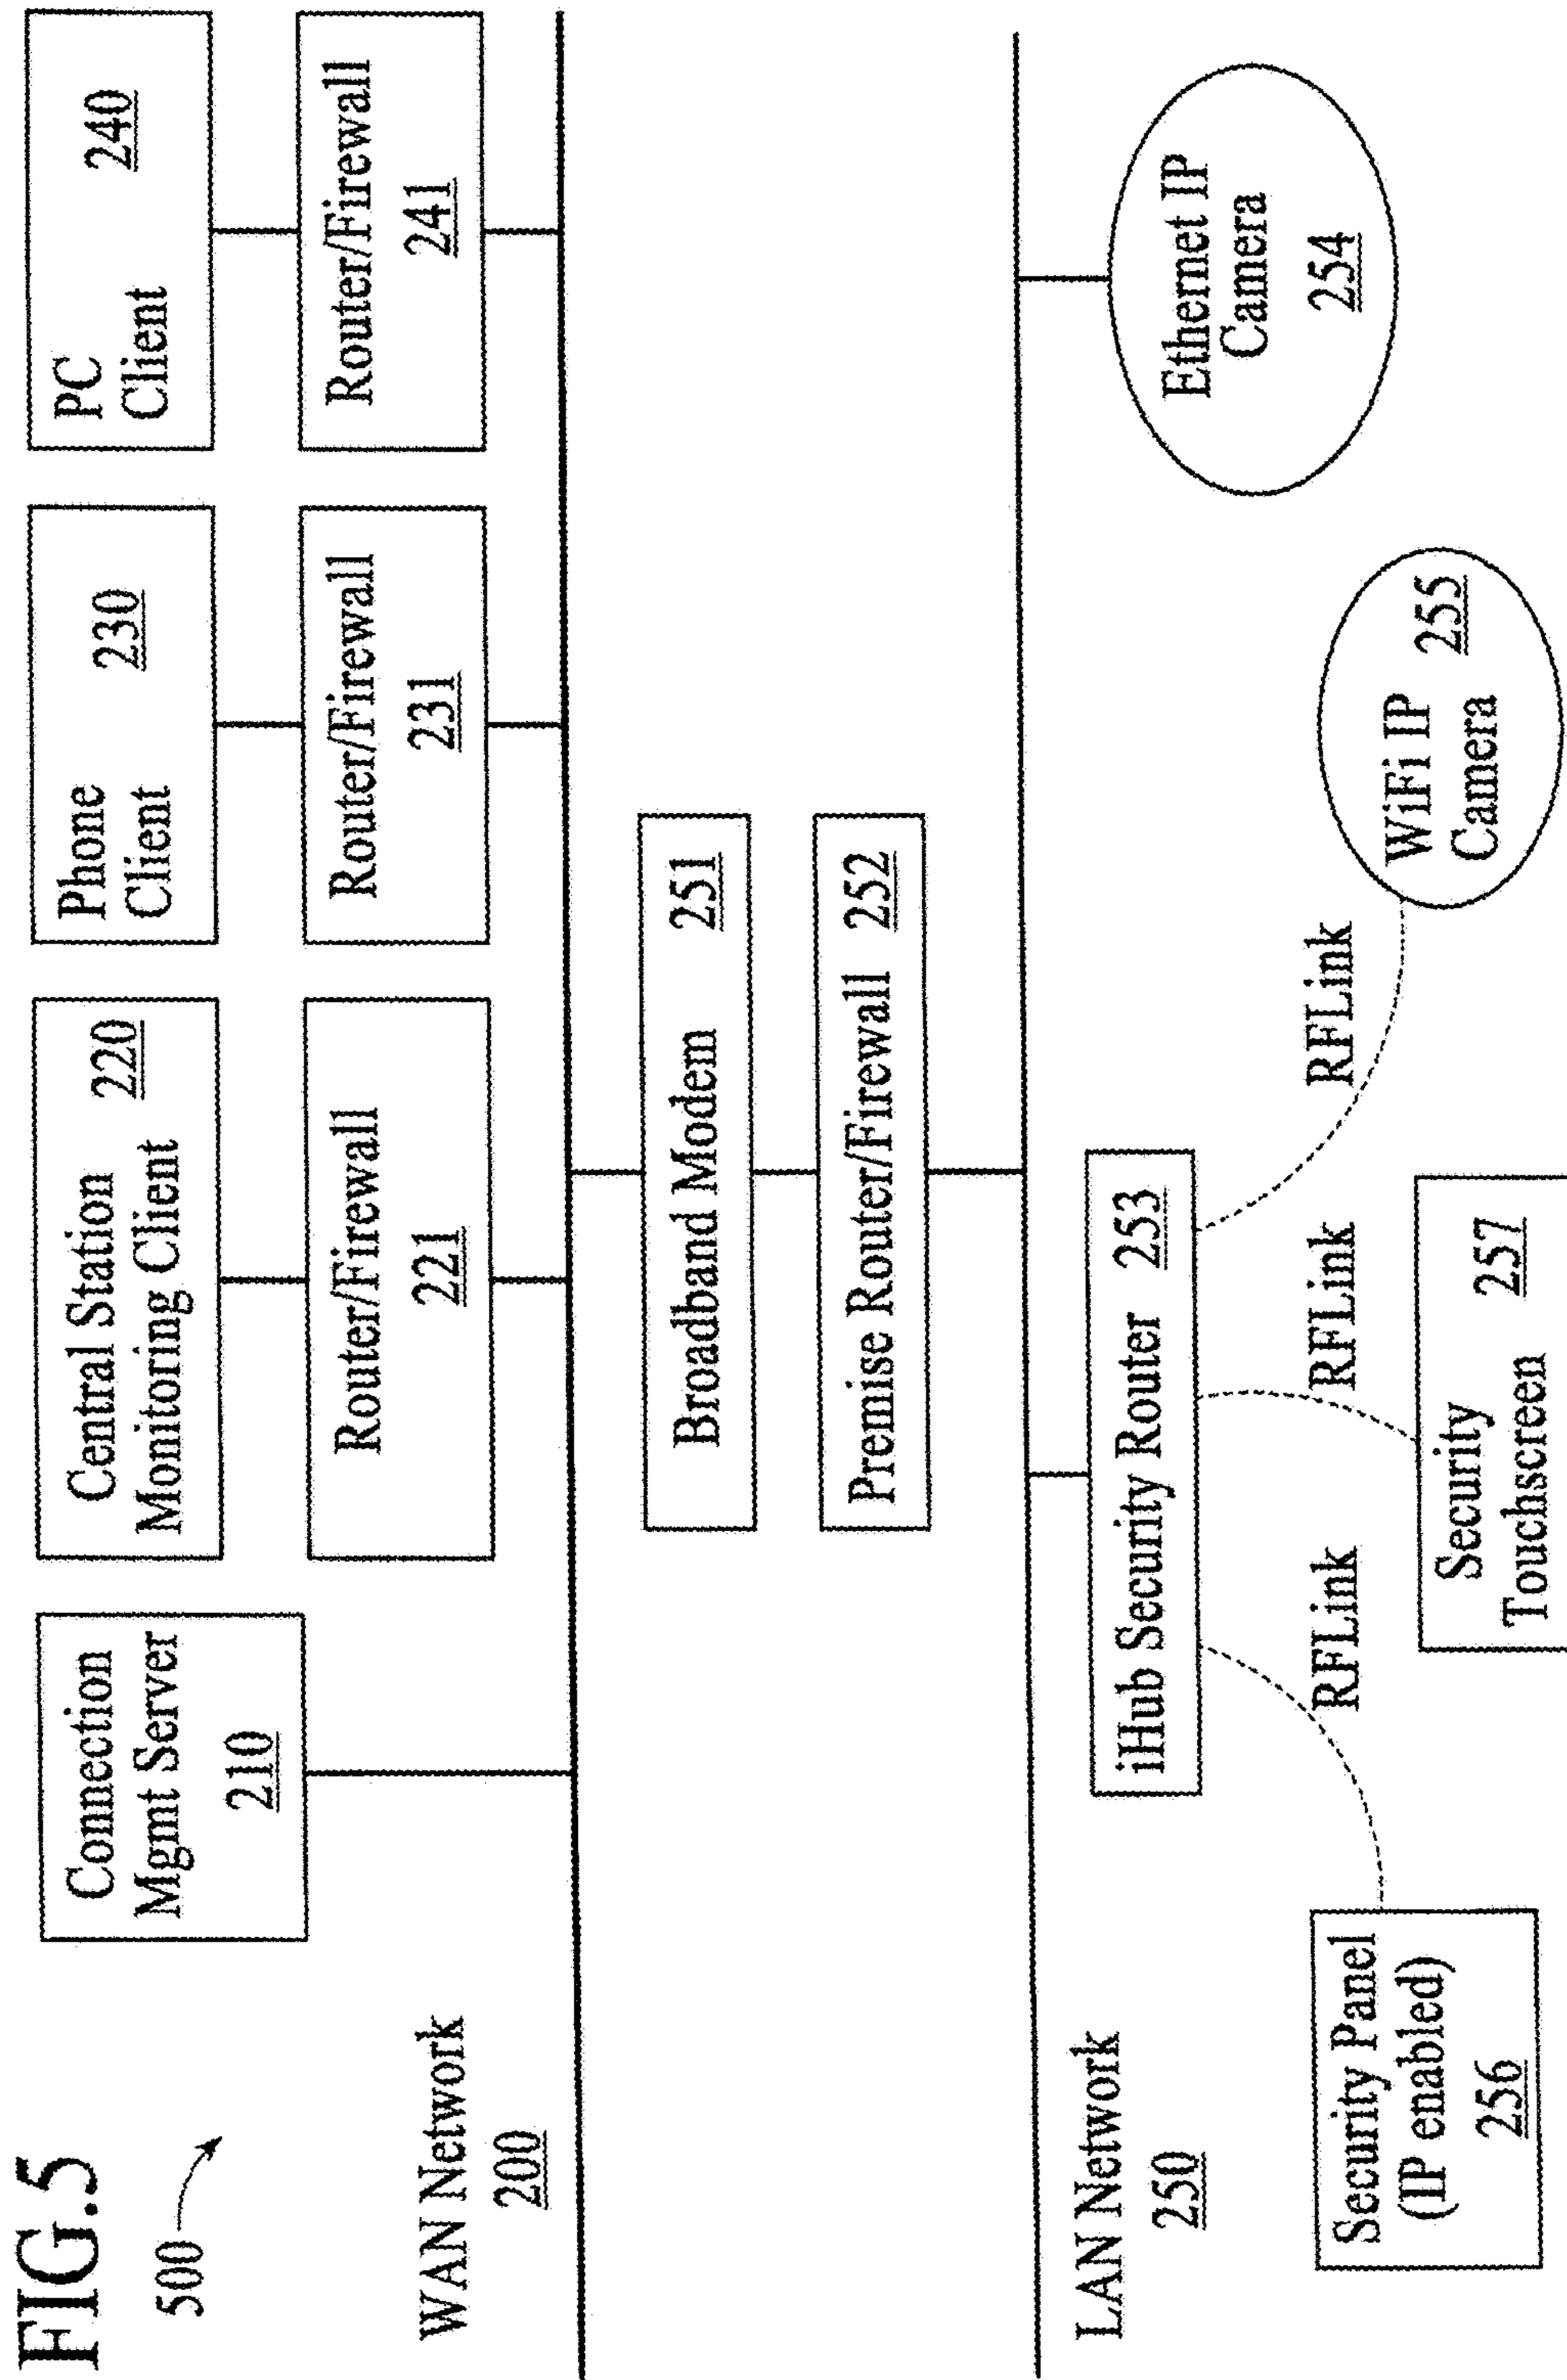 FIG.5
500
Connection
Mgmt Server
210
Central Station
Monitoring Client 220
Phone
Client
230
PC
Client
240
Router/Firewall
221
Router/Firewall
231
Router/Firewall
241
WAN Network
200
Broadband Modem 251
Premise Router/Firewall 252
LAN Network
250
iHub Security Router 253
Ethernet IP
Camera
254
RFLink
RFLink
RFLink
Security Panel
(IP enabled)
256
Security
Touchscreen
257
WiFi IP
Camera
255